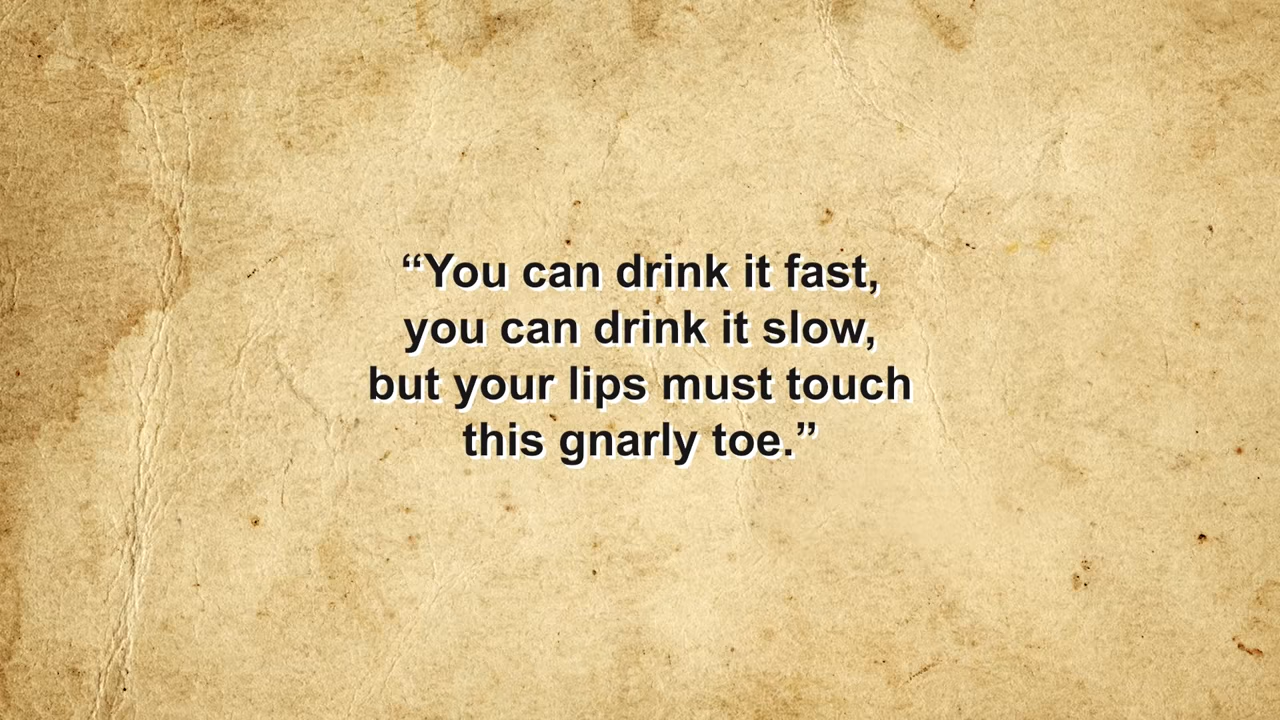 “You can drink it fast,
you can drink it slow,
but your lips must touch
this gnarly toe.”